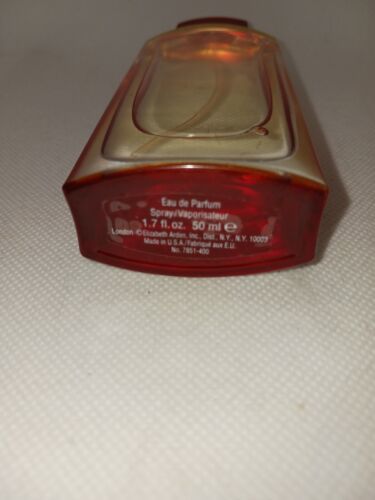 Eau de Parfum
Spray/Vaporisateur
1.7 fl. oz. 50 ml ℮
London ©Elizabeth Arden, Inc., Dist., N.Y., N.Y. 10003
Made in U.S.A./Fabriqué aux E.U.
No. 7851-400